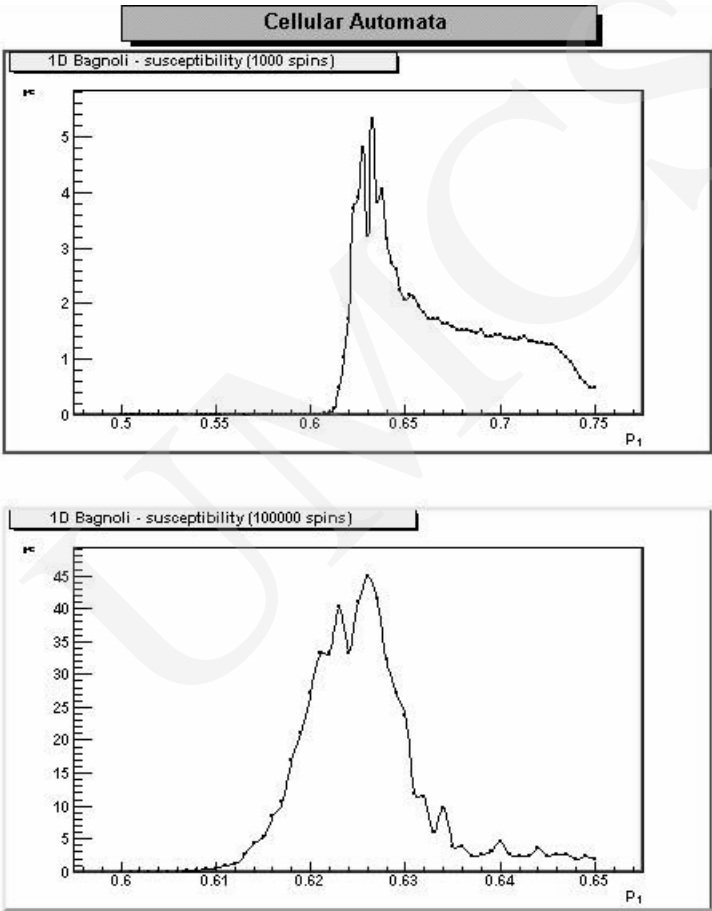 Cellular Automata
1D Bagnoli - susceptibility (1000 spins)
5
4
3
2
1
0
0.5 0.55 0.6 0.65 0.7 0.75
P1
1D Bagnoli - susceptibility (100000 spins)
45
40
35
30
25
20
15
10
5
0
0.6 0.61 0.62 0.63 0.64 0.65
P1
UMCS